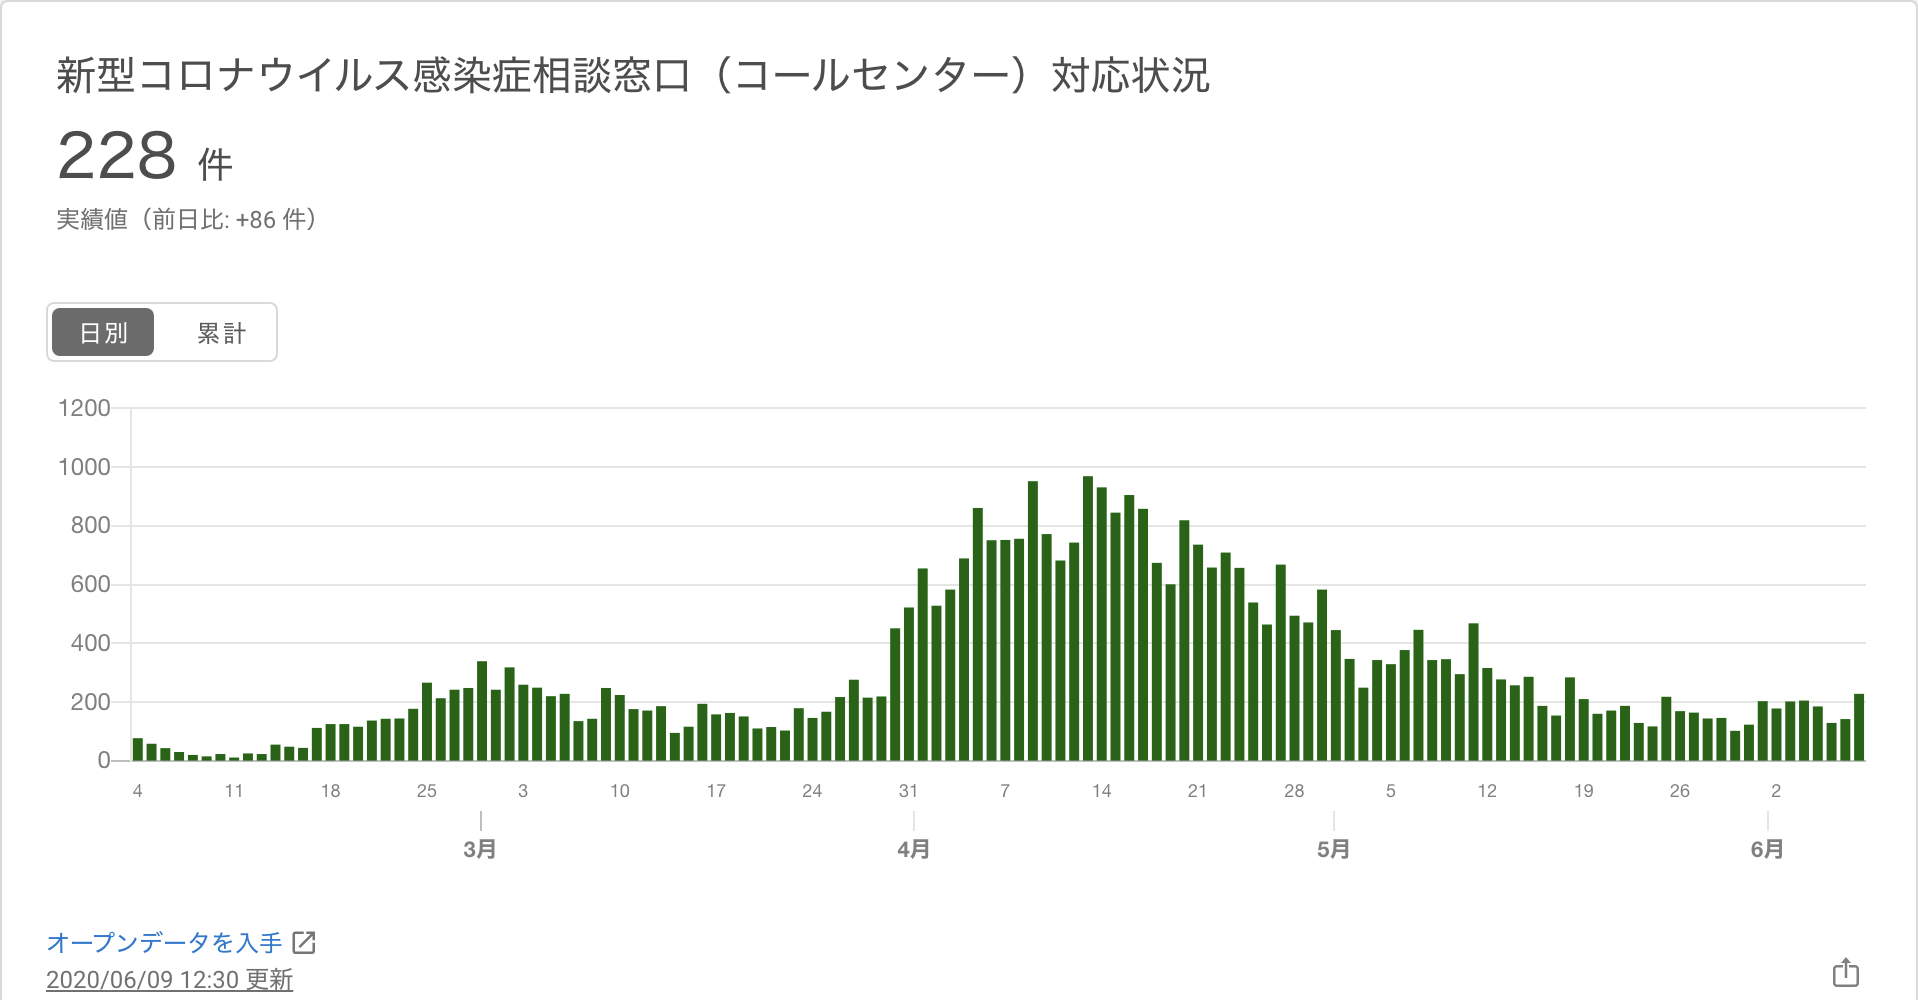 新型コロナウイルス感染症相談窓口（コールセンター）対応状況
228 件
実績値（前日比: +86 件）
日別 累計
1200
1000
800
600
400
200
0
4 11 18 25 3 10 17 24 31 7 14 21 28 5 12 19 26 2
3月 4月 5月 6月
オープンデータを入手
2020/06/09 12:30 更新